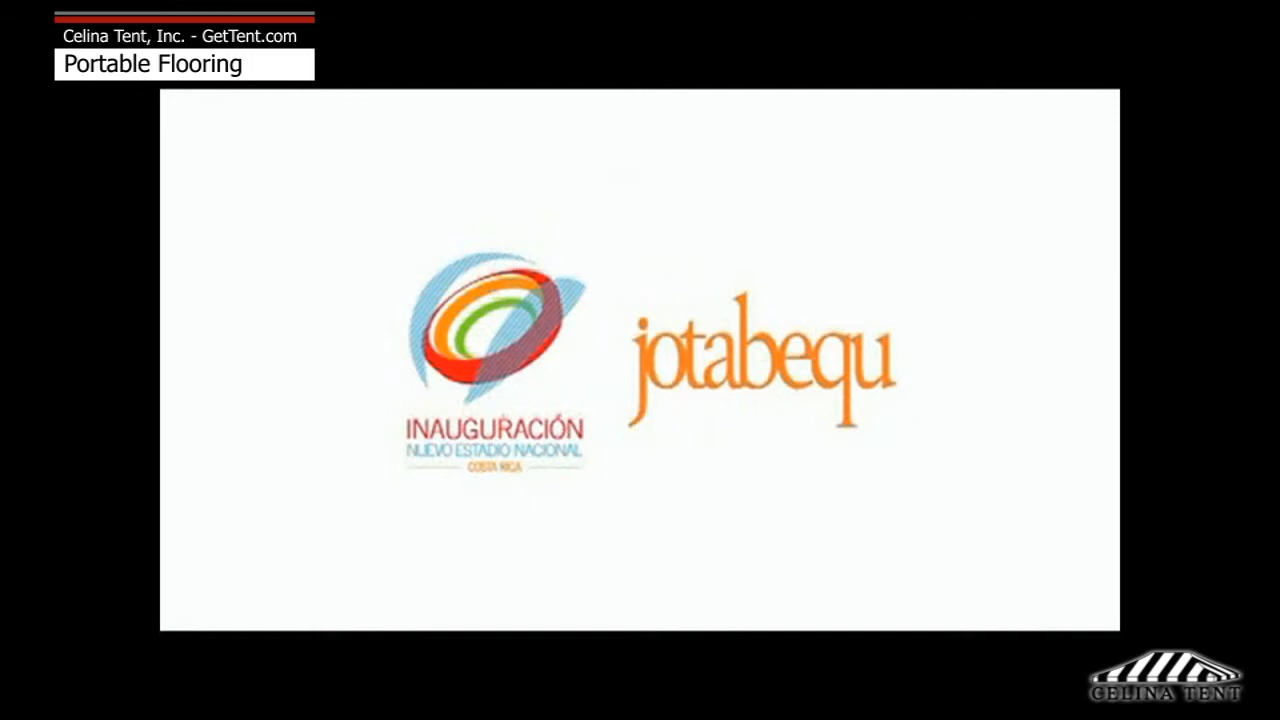 Celina Tent, Inc. - GetTent.com
Portable Flooring
jotabequ
INAUGURACIÓN
NUEVO ESTADIO NACIONAL
COSTA RICA
CELINA TENT